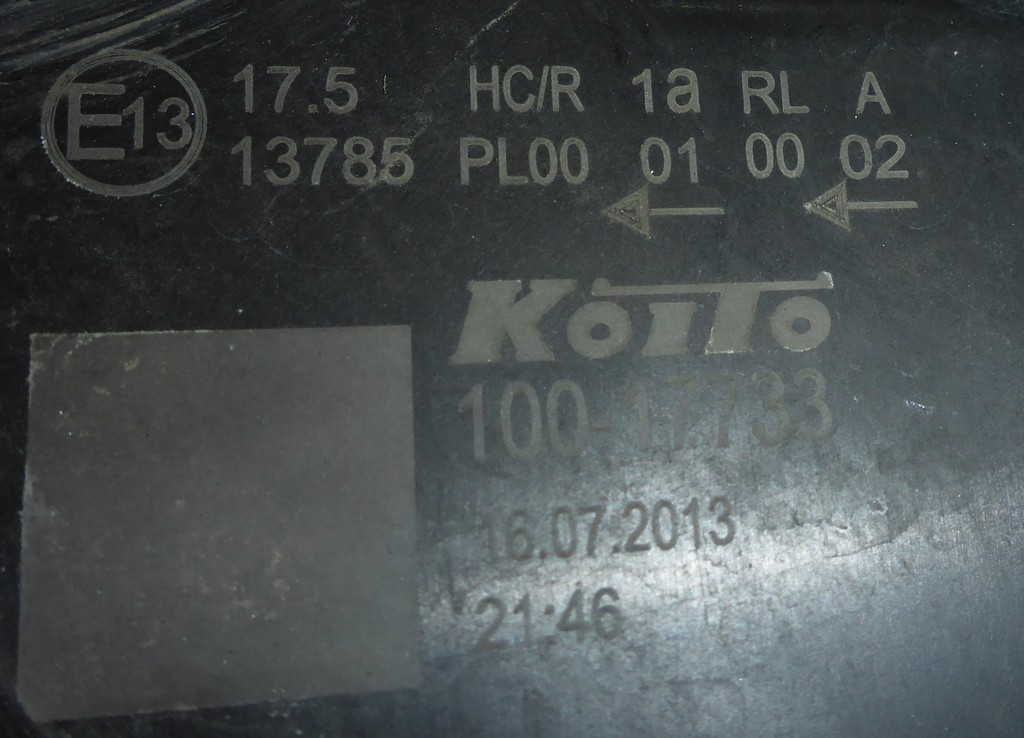 E13 17.5 HC/R 1a RL A
13785 PL00 01 00 02
KOITO
100-17733
16.07.2013
21:46